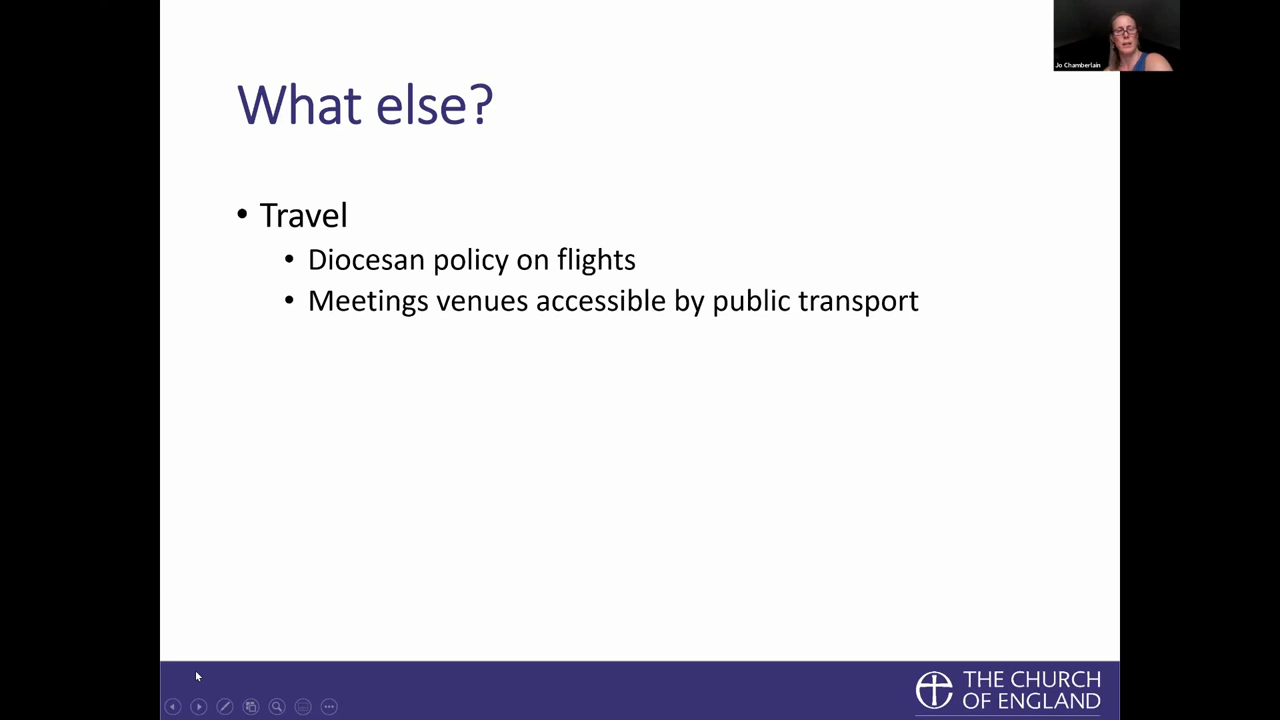 Jo Chamberlain
What else?
• Travel
• Diocesan policy on flights
• Meetings venues accessible by public transport
THE CHURCH
OF ENGLAND